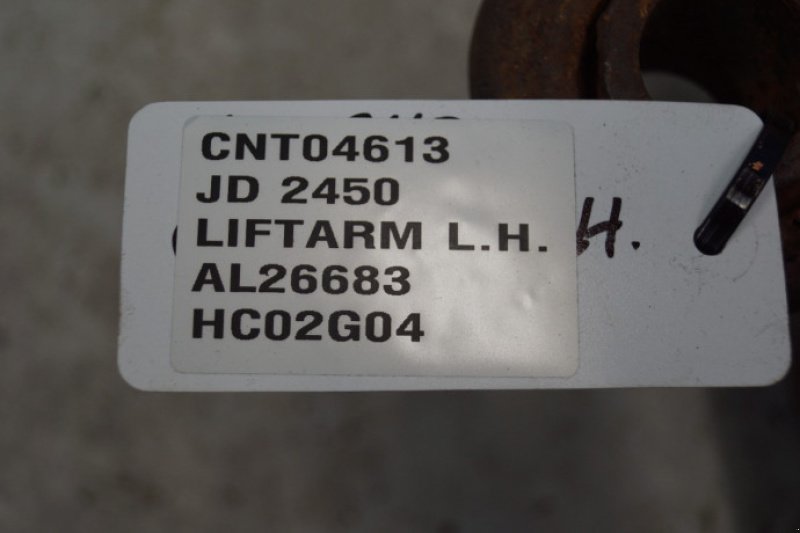 CNT04613
JD 2450
LIFTARM L.H. H.
AL26683
HC02G04